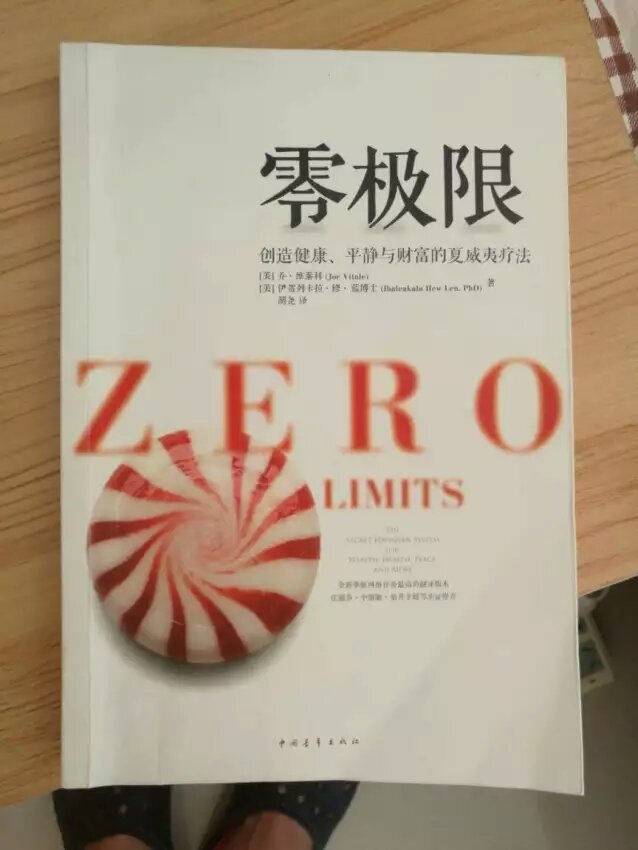 零极限
创造健康、平静与财富的夏威夷疗法
[美] 乔·维泰利 (Joe Vitale)
[美] 伊贺列卡拉·修·蓝博士 (Ihaleakala Hew Len, PhD) 著
胡尧 译
ZERO
LIMITS
THE
SECRET HAWAIIAN SYSTEM
FOR
WEALTH, HEALTH, PEACE
AND MORE
中国青年出版社